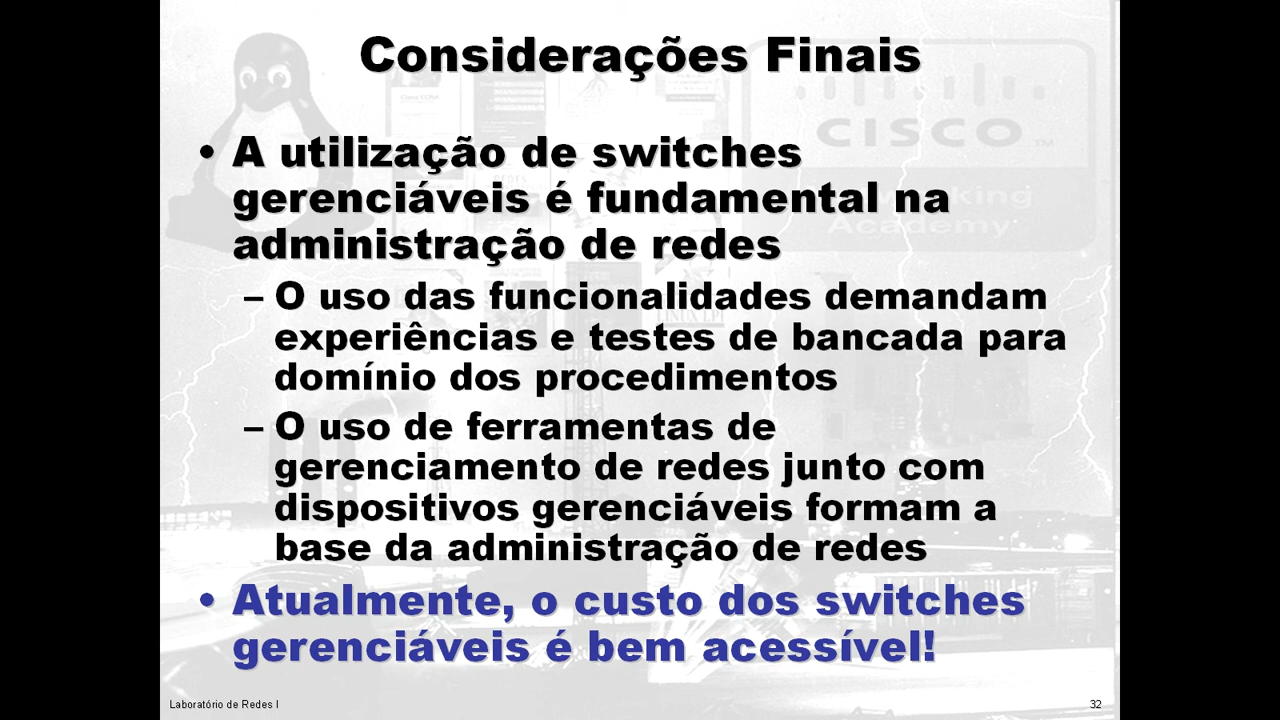 Considerações Finais
• A utilização de switches
gerenciáveis é fundamental na
administração de redes
– O uso das funcionalidades demandam
experiências e testes de bancada para
domínio dos procedimentos
– O uso de ferramentas de
gerenciamento de redes junto com
dispositivos gerenciáveis formam a
base da administração de redes
• Atualmente, o custo dos switches
gerenciáveis é bem acessível!
CISCO
Academy
Laboratório de Redes I
32